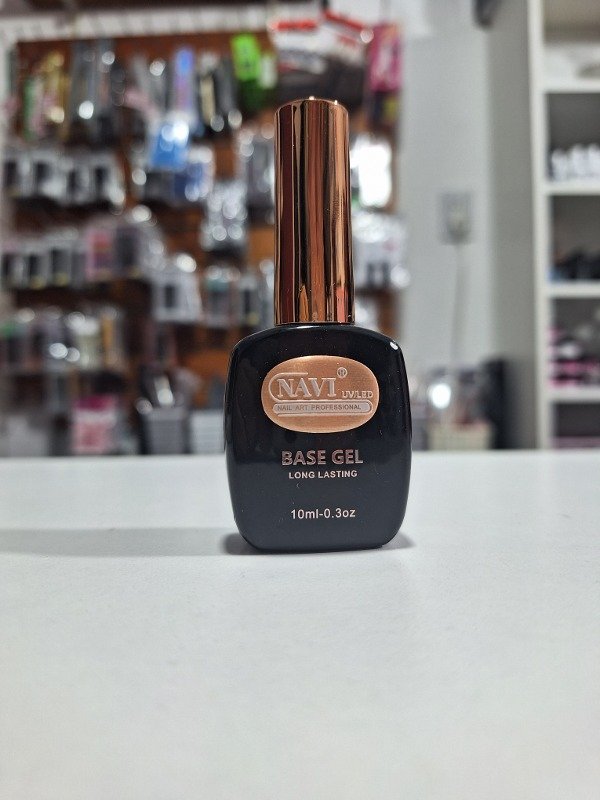 NAVI ®
UV/LED
NAIL ART PROFESSIONAL
BASE GEL
LONG LASTING
10ml-0.3oz